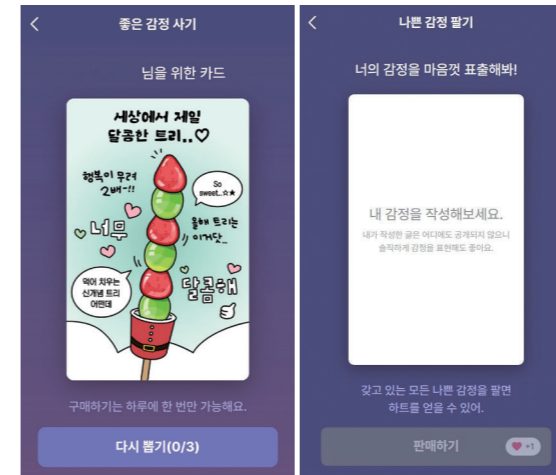 좋은 감정 사기
님을 위한 카드
세상에서 제일
달콤한 트리..♡
행복이 무려
2배-!!
So
sweet..☆★
너무
올해 트리는
이거닷_
달콤해
먹어 치우는
신개념 트리
어떤데
구매하기는 하루에 한 번만 가능해요.
다시 뽑기(0/3)
나쁜 감정 팔기
너의 감정을 마음껏 표출해봐!
내 감정을 작성해보세요.
내가 작성한 글은 어디에도 공개되지 않으니
솔직하게 감정을 표현해도 좋아요.
갖고 있는 모든 나쁜 감정을 팔면
하트를 얻을 수 있어.
판매하기
+1